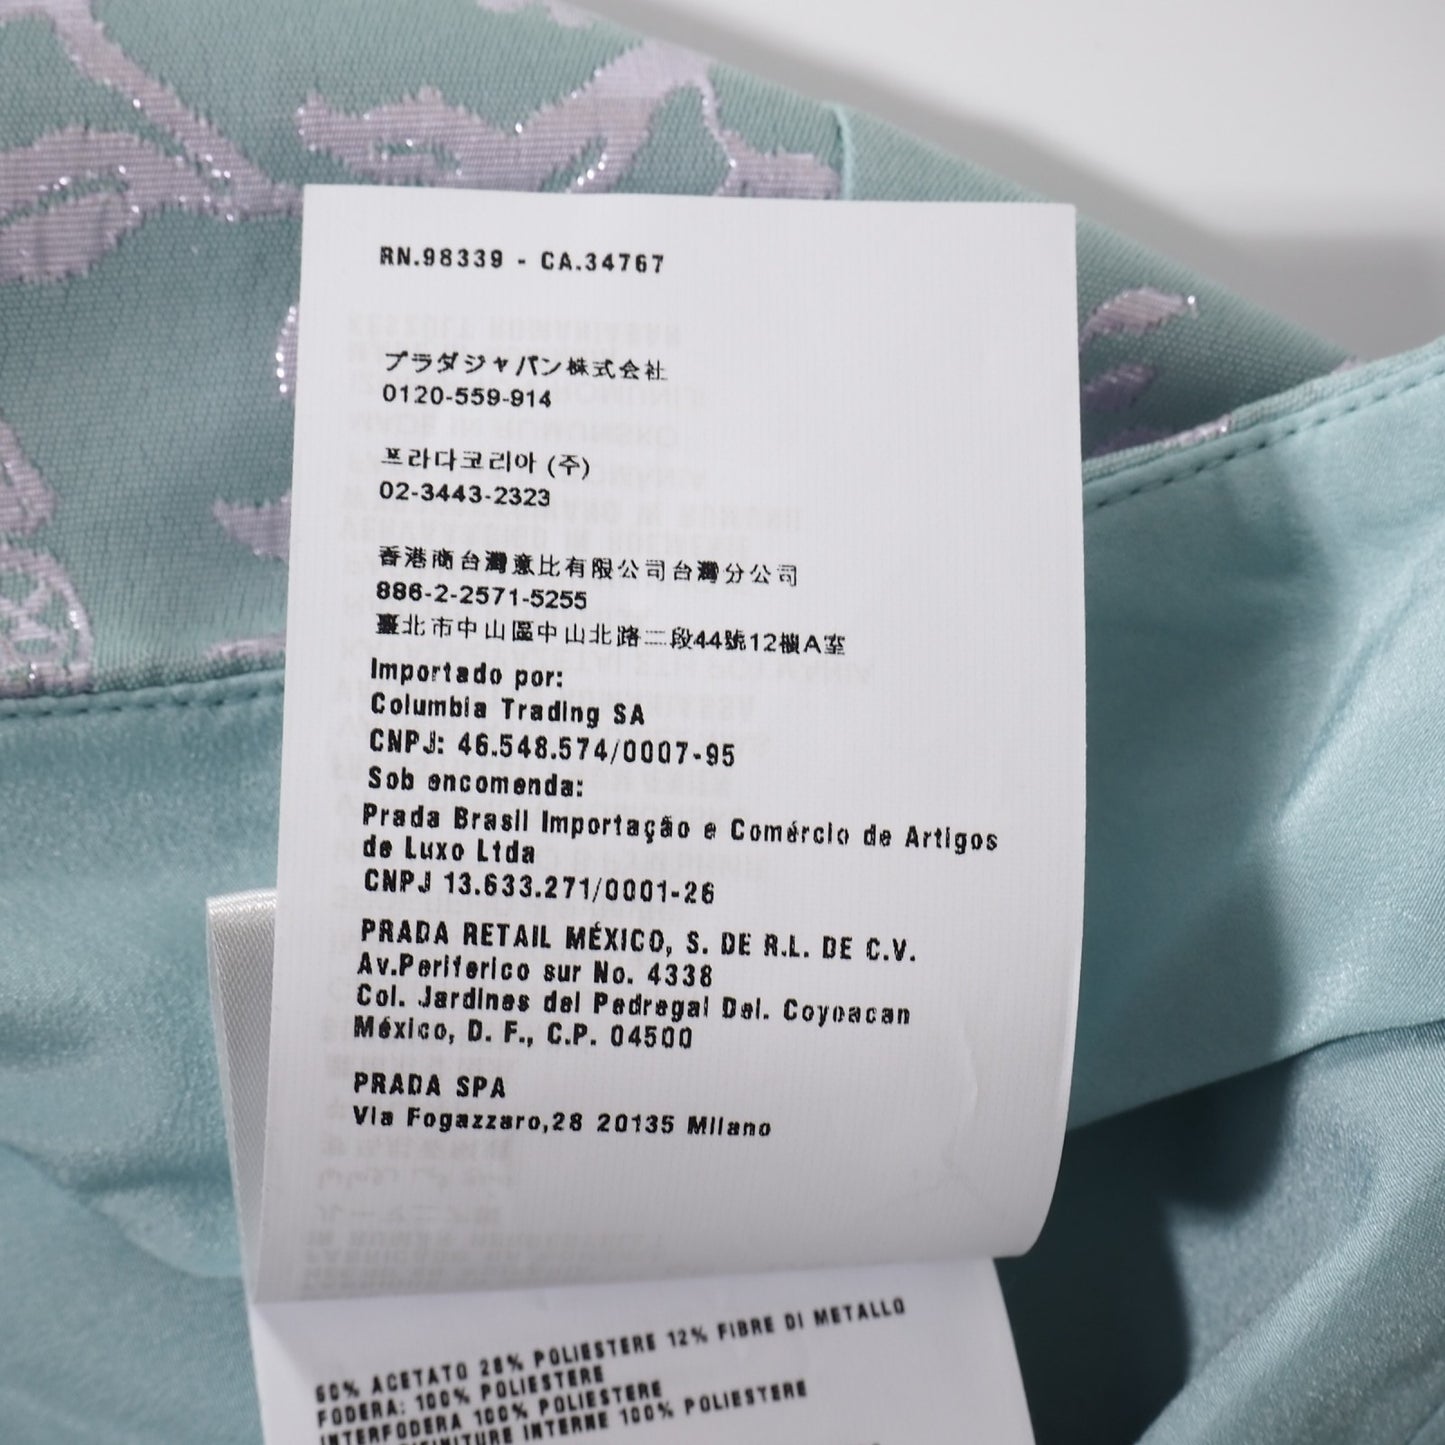 RN.98339 - CA.34767
プラダジャパン株式会社
0120-559-914
프라다코리아 (주)
02-3443-2323
香港商台灣意比有限公司台灣分公司
886-2-2571-5255
臺北市中山區中山北路二段44號12樓A室
Importado por:
Columbia Trading SA
CNPJ: 46.548.574/0007-95
Sob encomenda:
Prada Brasil Importação e Comércio de Artigos
de Luxo Ltda
CNPJ 13.633.271/0001-26
PRADA RETAIL MÉXICO, S. DE R.L. DE C.V.
Av.Periferico sur No. 4338
Col. Jardines del Pedregal Del. Coyoacan
México, D. F., C.P. 04500
PRADA SPA
Via Fogazzaro,28 20135 Milano
60% ACETATO 28% POLIESTERE 12% FIBRE DI METALLO
FODERA: 100% POLIESTERE
INTERFODERA 100% POLIESTERE
INTERNE 100% POLIESTERE